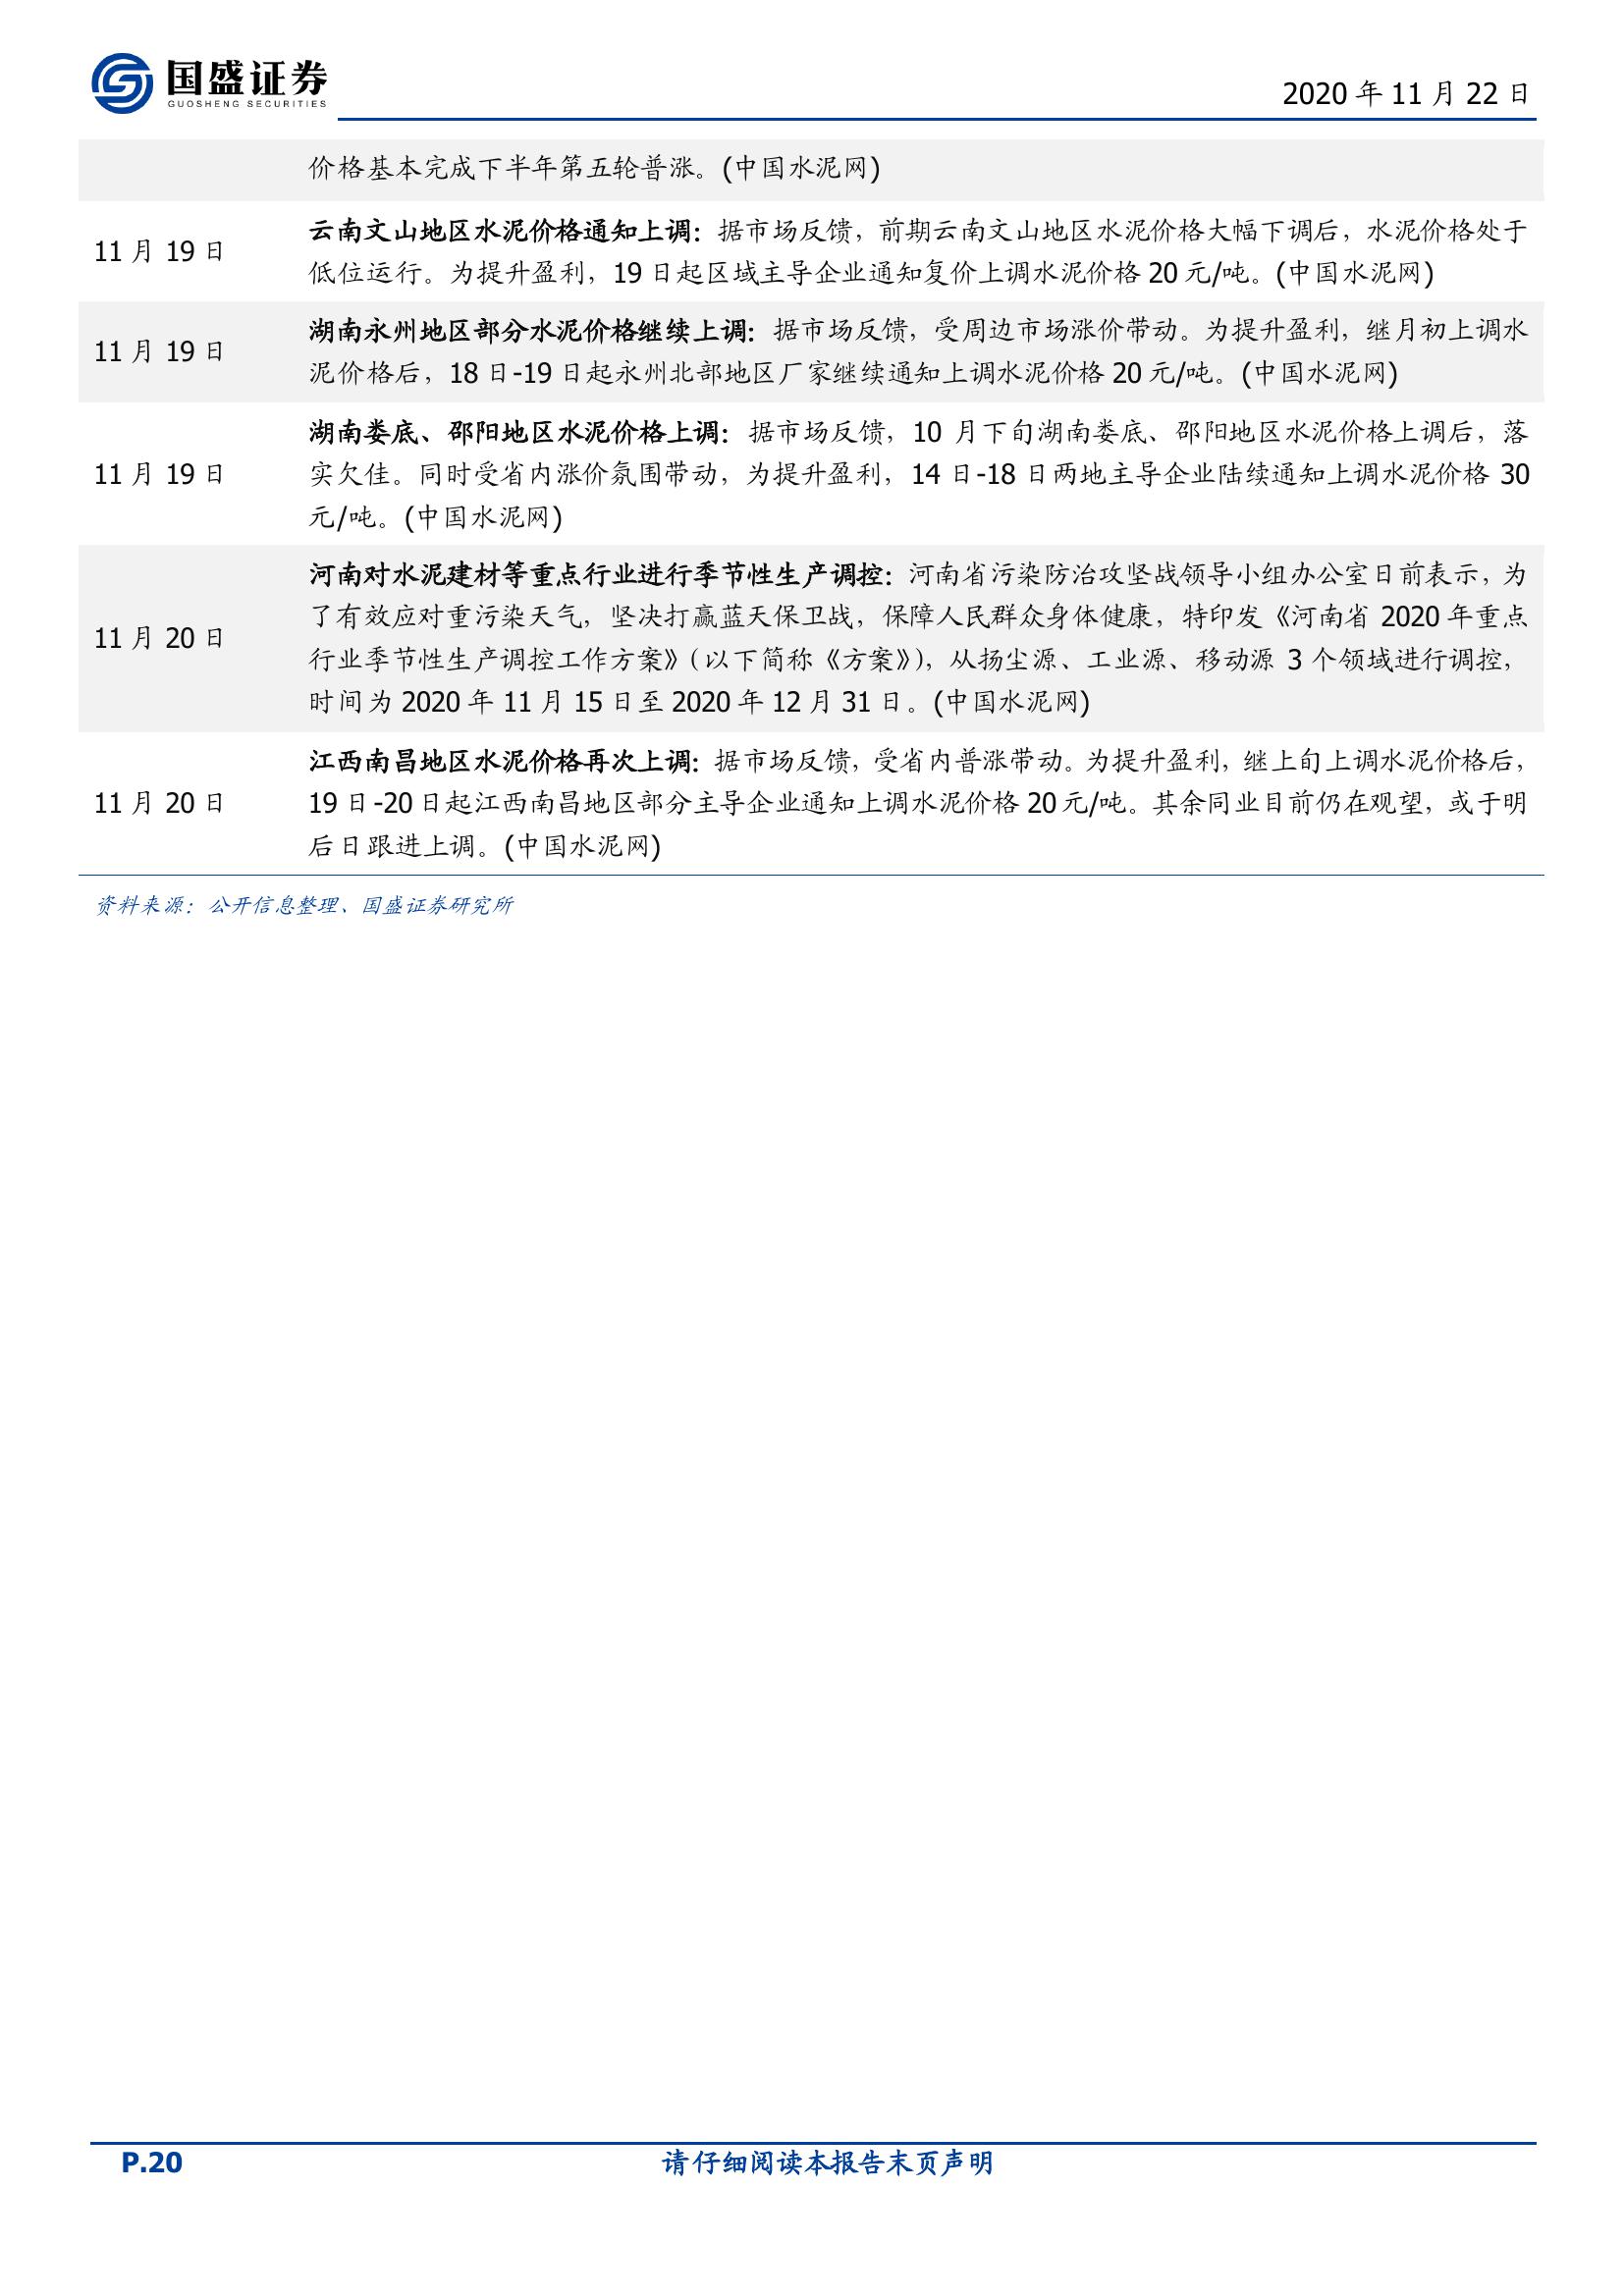 国盛证券
GUOSHENG SECURITIES
2020 年 11 月 22 日
价格基本完成下半年第五轮普涨。(中国水泥网)
11 月 19 日
云南文山地区水泥价格通知上调：据市场反馈，前期云南文山地区水泥价格大幅下调后，水泥价格处于
低位运行。为提升盈利，19 日起区域主导企业通知复价上调水泥价格 20 元/吨。(中国水泥网)
11 月 19 日
湖南永州地区部分水泥价格继续上调：据市场反馈，受周边市场涨价带动。为提升盈利，继月初上调水
泥价格后，18 日-19 日起永州北部地区厂家继续通知上调水泥价格 20 元/吨。(中国水泥网)
11 月 19 日
湖南娄底、邵阳地区水泥价格上调：据市场反馈，10 月下旬湖南娄底、邵阳地区水泥价格上调后，落
实欠佳。同时受省内涨价氛围带动，为提升盈利，14 日-18 日两地主导企业陆续通知上调水泥价格 30
元/吨。(中国水泥网)
11 月 20 日
河南对水泥建材等重点行业进行季节性生产调控：河南省污染防治攻坚战领导小组办公室日前表示，为
了有效应对重污染天气，坚决打赢蓝天保卫战，保障人民群众身体健康，特印发《河南省 2020 年重点
行业季节性生产调控工作方案》（以下简称《方案》），从扬尘源、工业源、移动源 3 个领域进行调控，
时间为 2020 年 11 月 15 日至 2020 年 12 月 31 日。(中国水泥网)
11 月 20 日
江西南昌地区水泥价格再次上调：据市场反馈，受省内普涨带动。为提升盈利，继上旬上调水泥价格后，
19 日-20 日起江西南昌地区部分主导企业通知上调水泥价格 20 元/吨。其余同业目前仍在观望，或于明
后日跟进上调。(中国水泥网)
资料来源：公开信息整理、国盛证券研究所
P.20
请仔细阅读本报告末页声明